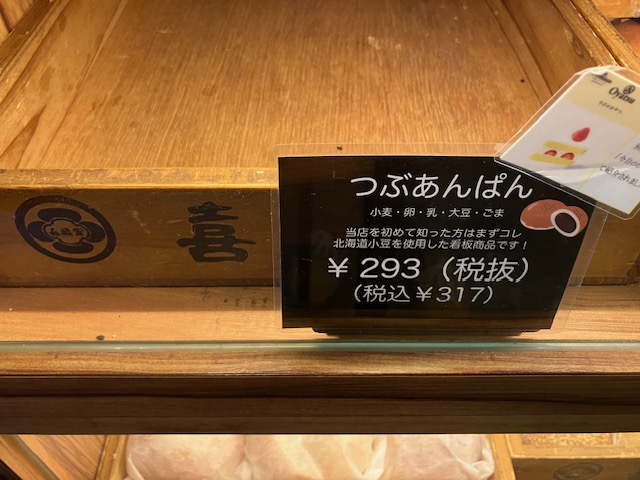 つぶあんぱん
小麦・卵・乳・大豆・ごま
当店を初めて知った方はまずコレ
北海道小豆を使用した看板商品です！
¥ 293（税抜）
（税込¥317）
喜
Oyatsu